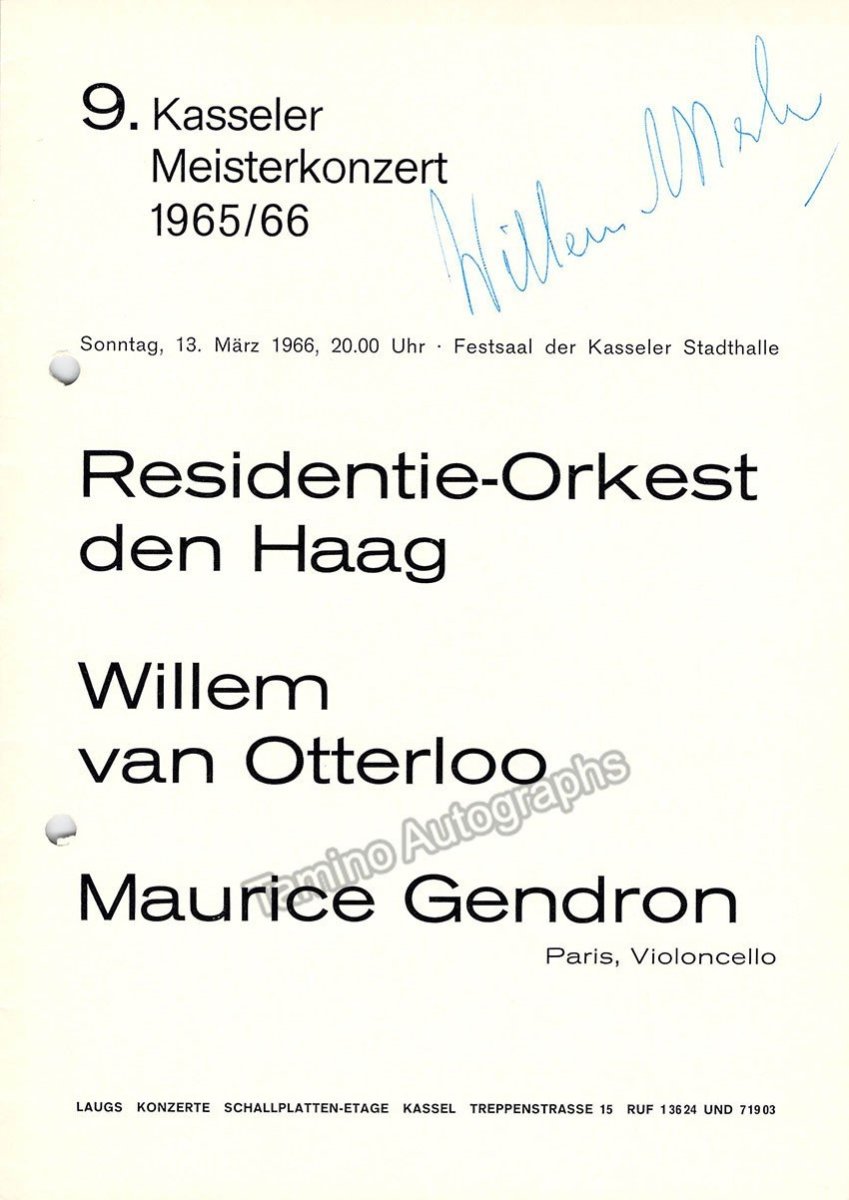 9. Kasseler
Meisterkonzert
1965/66
Willem
Sonntag, 13. März 1966, 20.00 Uhr · Festsaal der Kasseler Stadthalle
Residentie-Orkest
den Haag
Willem
van Otterloo
Tamino Autographs
Maurice Gendron
Paris, Violoncello
LAUGS KONZERTE SCHALLPLATTEN-ETAGE KASSEL TREPPENSTRASSE 15 RUF 13624 UND 71903